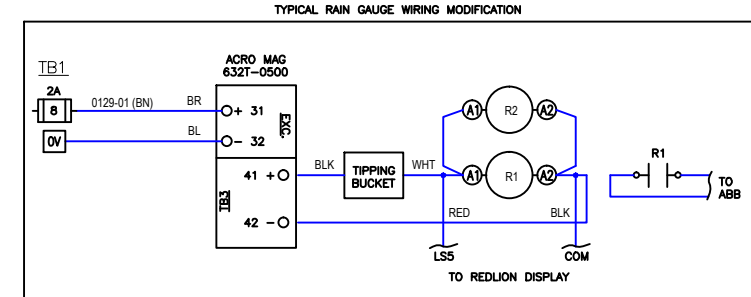 TYPICAL RAIN GAUGE WIRING MODIFICATION
TB1
2A
8
0129-01 (BN)
BR
0V
BL
ACRO MAG
632T-0500
+ 31
EXC.
- 32
41 +
TB3
42 -
BLK
TIPPING
BUCKET
WHT
A1
R2
A2
A1
R1
A2
RED
BLK
LS5
COM
TO REDLION DISPLAY
R1
TO
ABB